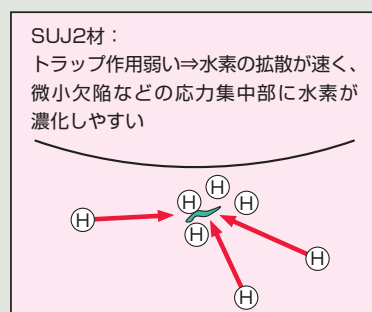 SUJ2材：
トラップ作用弱い⇒水素の拡散が速く、
微小欠陥などの応力集中部に水素が
濃化しやすい
H
H H
H
H
H
H